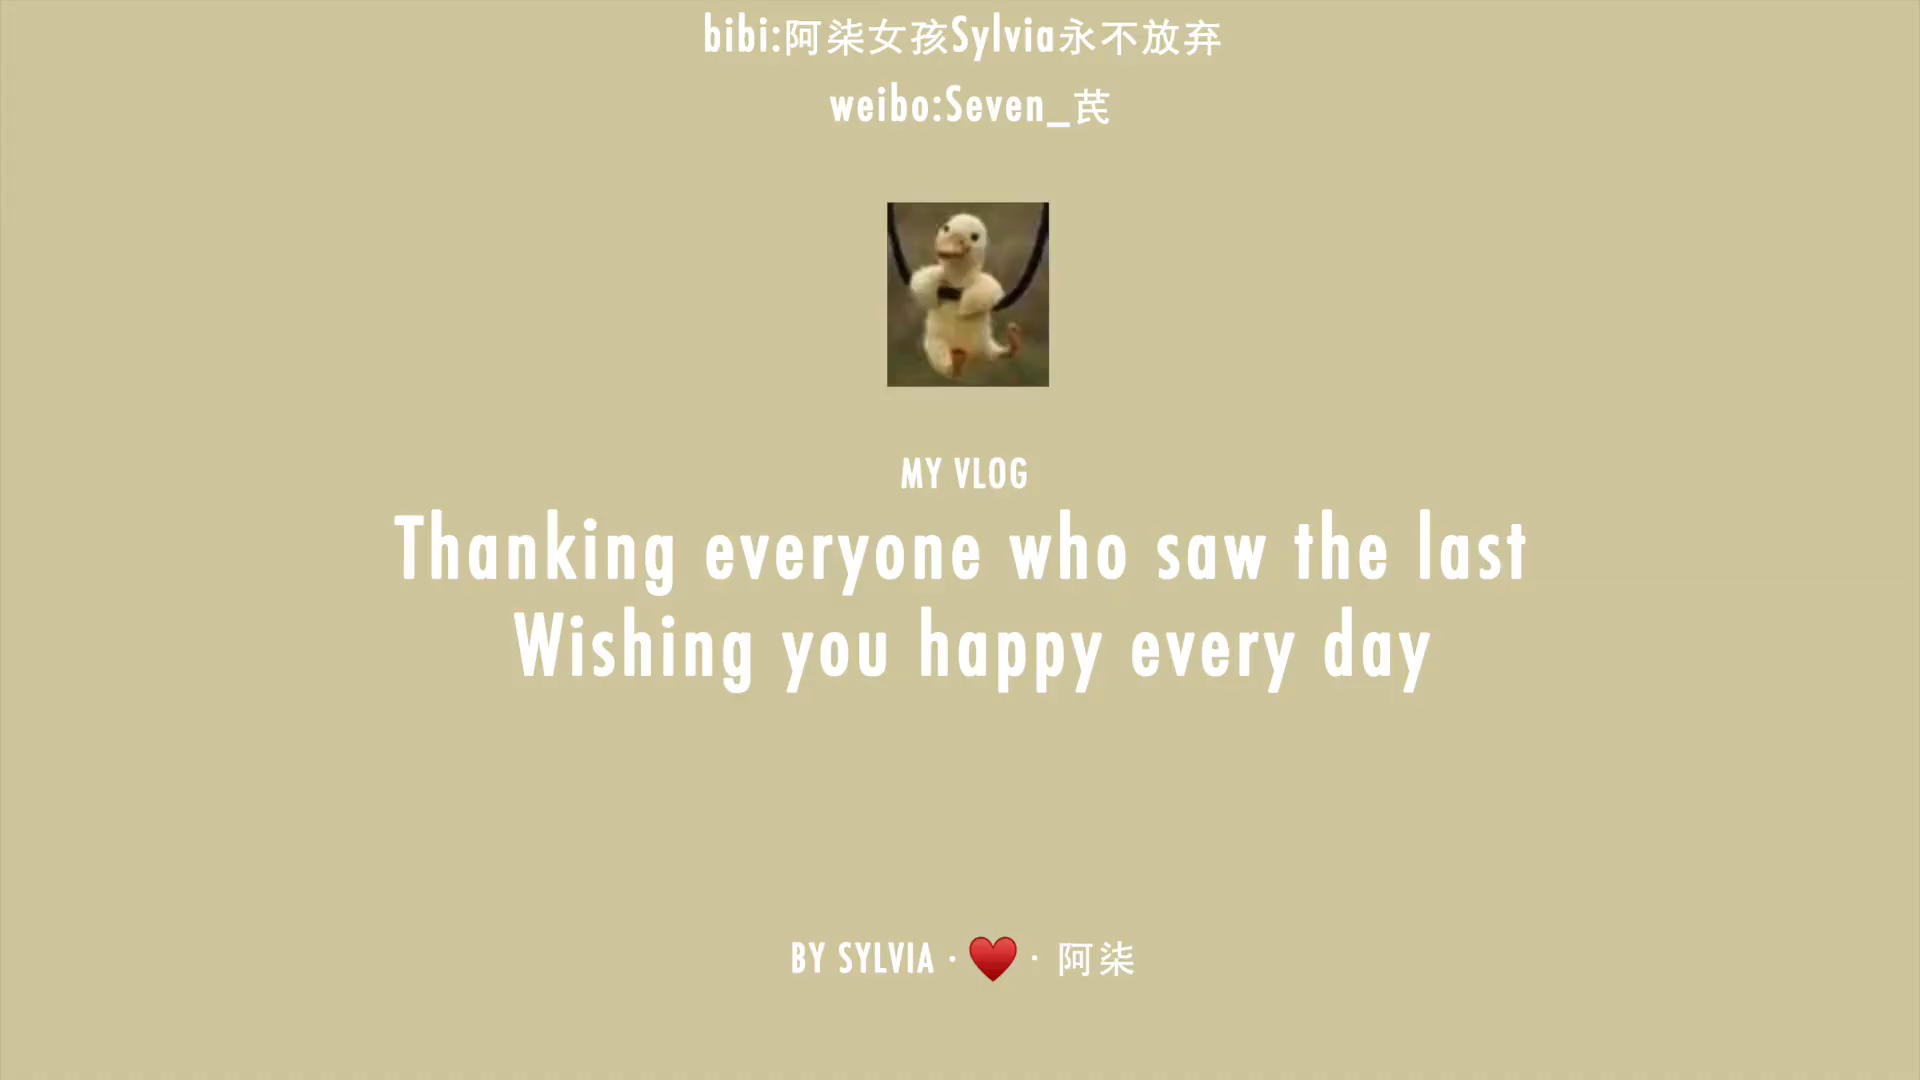 bibi:阿柒女孩Sylvia永不放弃
weibo:Seven_芪
MY VLOG
Thanking everyone who saw the last
Wishing you happy every day
BY SYLVIA · ❤️ · 阿柒